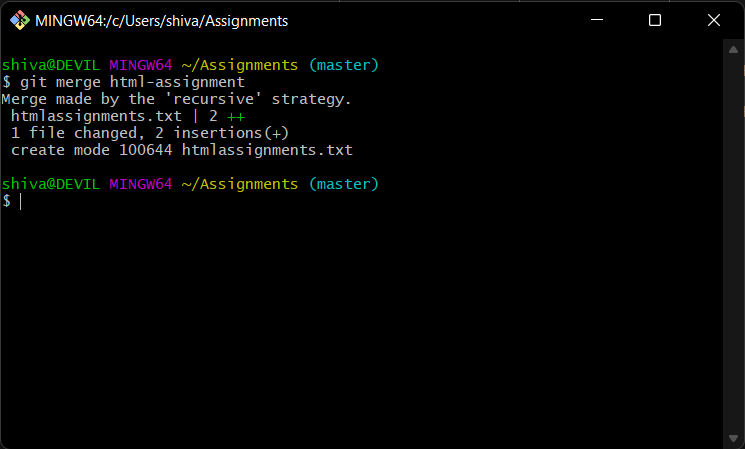 MINGW64:/c/Users/shiva/Assignments
shiva@DEVIL MINGW64 ~/Assignments (master)
$ git merge html-assignment
Merge made by the 'recursive' strategy.
 htmlassignments.txt | 2 ++
 1 file changed, 2 insertions(+)
 create mode 100644 htmlassignments.txt
shiva@DEVIL MINGW64 ~/Assignments (master)
$